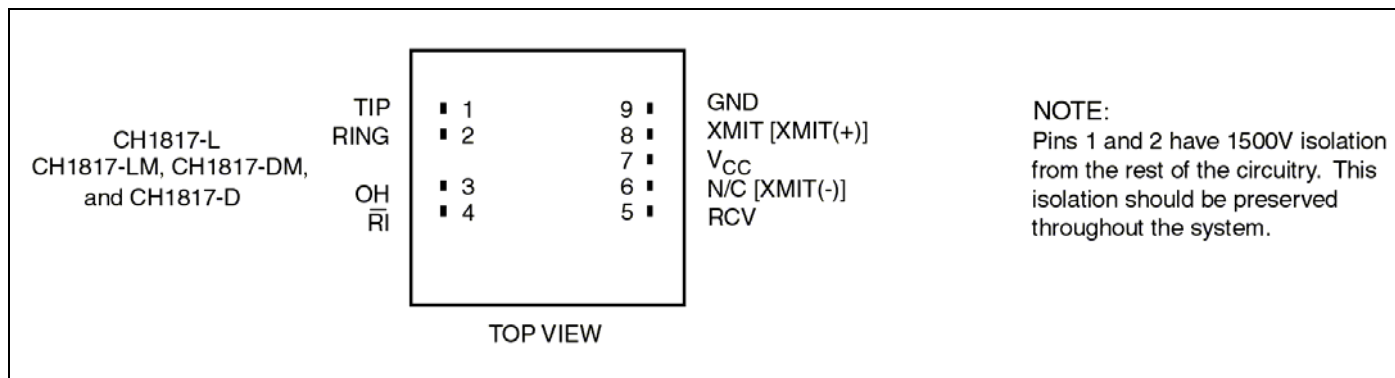 CH1817-L
CH1817-LM, CH1817-DM,
and CH1817-D
TIP
RING
OH
R̅I̅
1
2
3
4
9
8
7
6
5
GND
XMIT [XMIT(+)]
VCC
N/C [XMIT(-)]
RCV
TOP VIEW
NOTE:
Pins 1 and 2 have 1500V isolation
from the rest of the circuitry. This
isolation should be preserved
throughout the system.